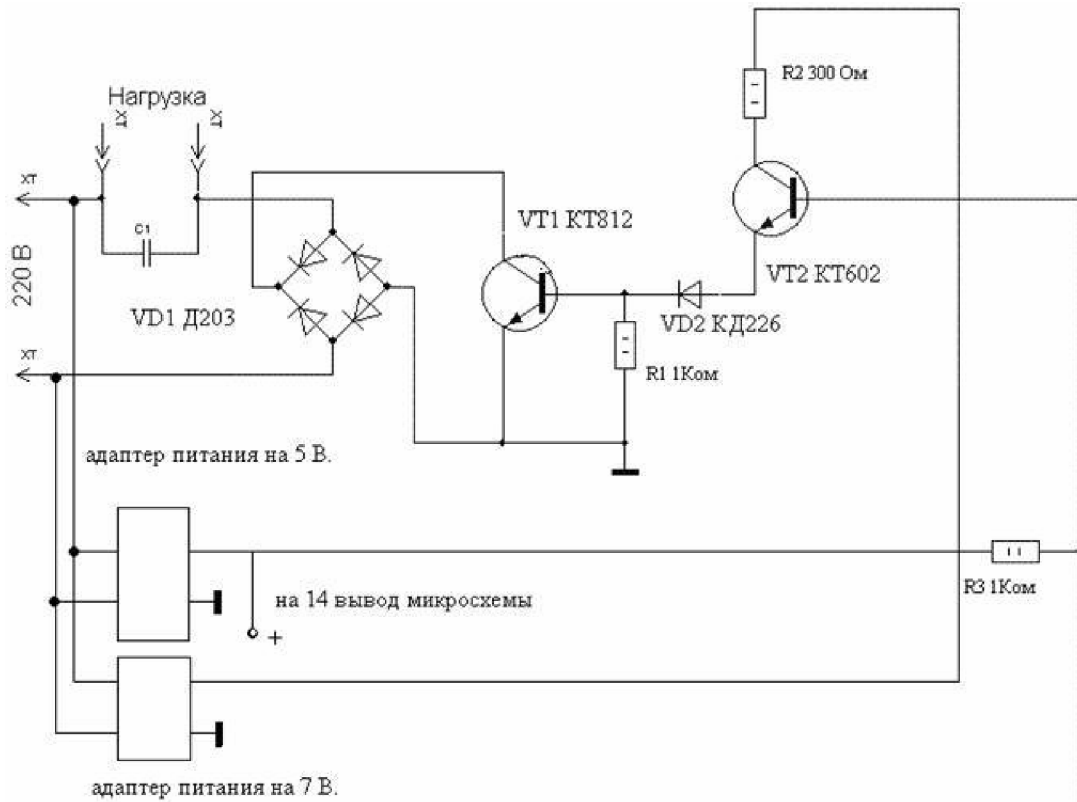 R2 300 Ом
Нагрузка
ХТ
ХТ
ХТ
C1
220 В
VT1 КТ812
VT2 КТ602
VD1 Д203
VD2 КД226
ХТ
R1 1Ком
адаптер питания на 5 В.
R3 1Ком
на 14 вывод микросхемы
+
адаптер питания на 7 В.